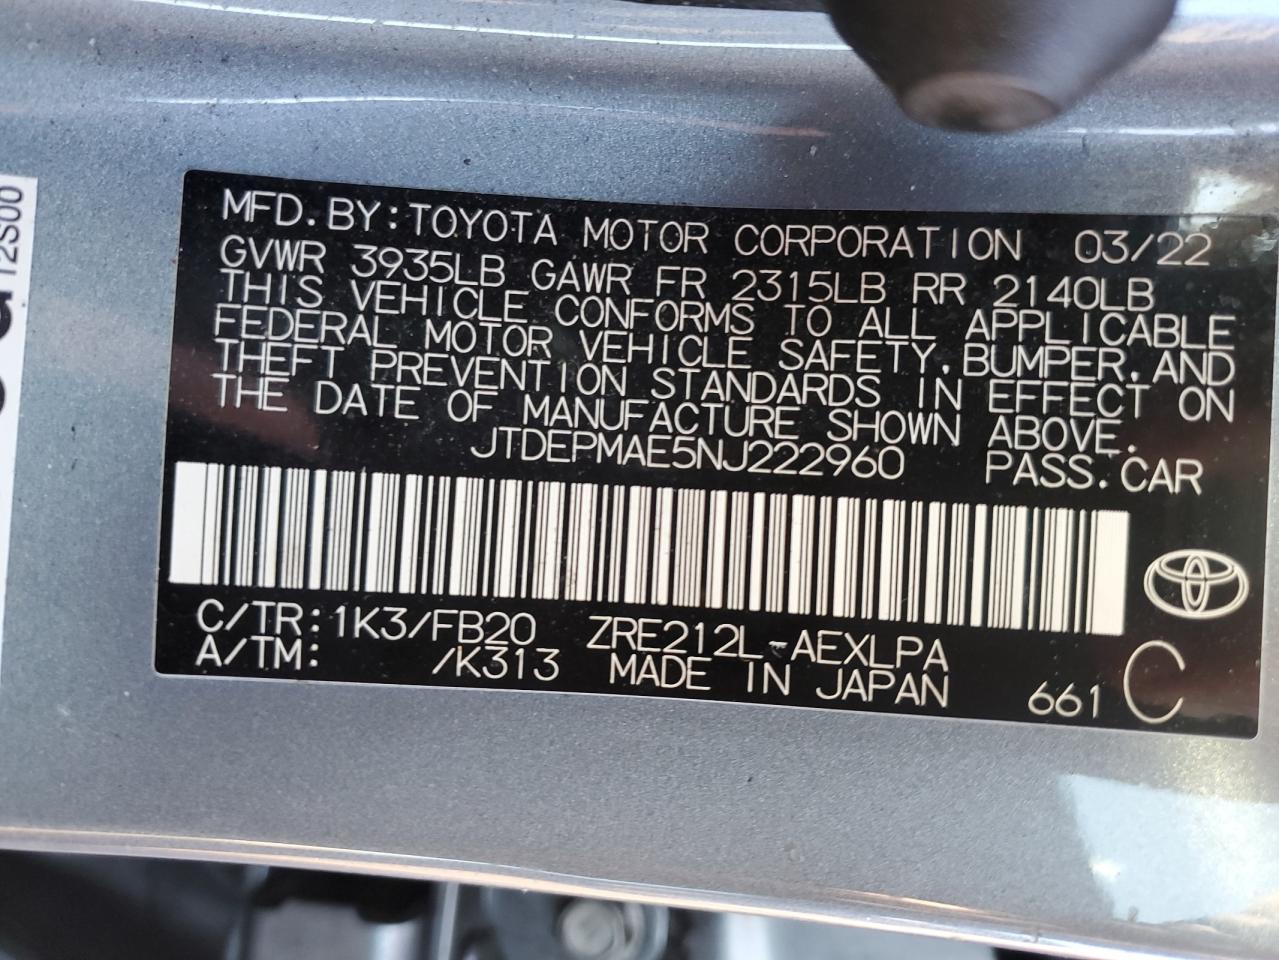 MFD. BY: TOYOTA MOTOR CORPORATION 03/22
GVWR 3935LB GAWR FR 2315LB RR 2140LB
THIS VEHICLE CONFORMS TO ALL APPLICABLE
FEDERAL MOTOR VEHICLE SAFETY, BUMPER, AND
THEFT PREVENTION STANDARDS IN EFFECT ON
THE DATE OF MANUFACTURE SHOWN ABOVE.
JTDEPMAE5NJ222960 PASS. CAR
C/TR: 1K3/FB20 ZRE212L-AEXLPA
A/TM: /K313 MADE IN JAPAN 661 C
12S00